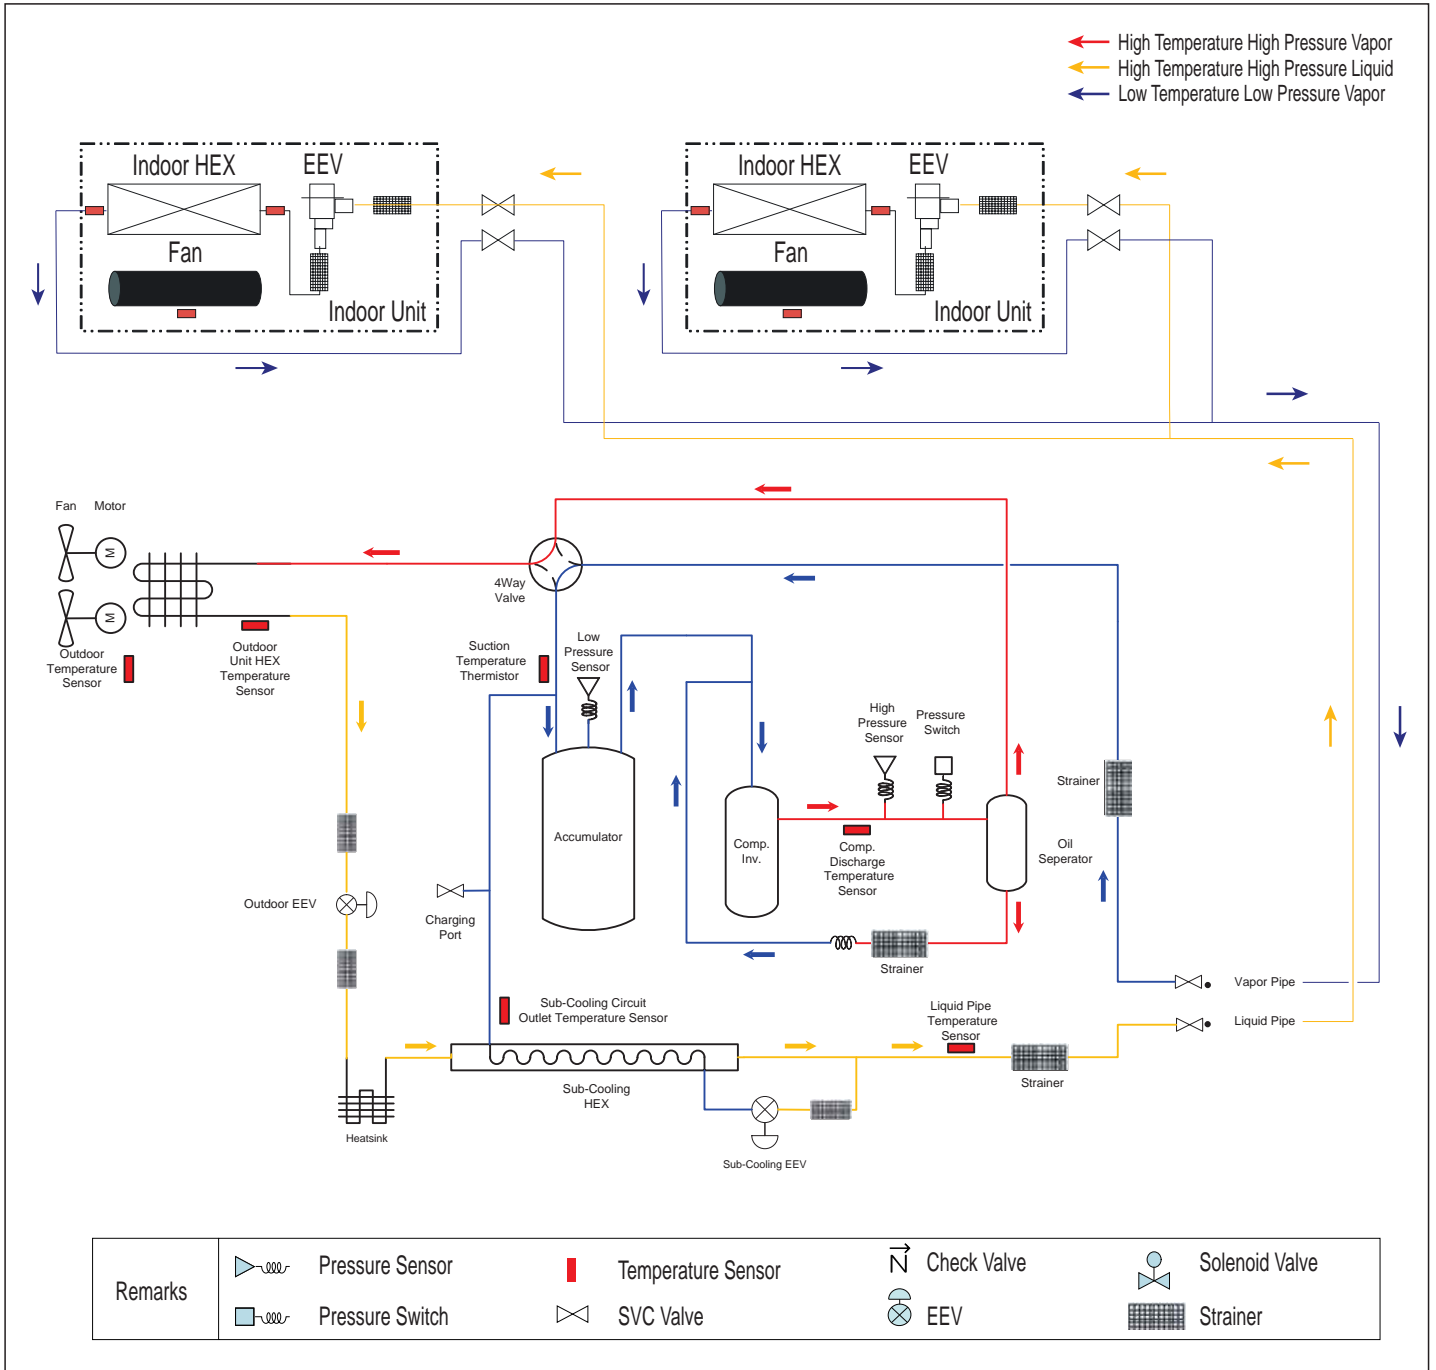 High Temperature High Pressure Vapor
High Temperature High Pressure Liquid
Low Temperature Low Pressure Vapor
Indoor HEX
EEV
Fan
Indoor Unit
Indoor HEX
EEV
Fan
Indoor Unit
Fan
Motor
M
M
4Way
Valve
Outdoor
Temperature
Sensor
Outdoor
Unit HEX
Temperature
Sensor
Suction
Temperature
Thermistor
Low
Pressure
Sensor
High
Pressure
Sensor
Pressure
Switch
Strainer
Accumulator
Comp.
Inv.
Comp.
Discharge
Temperature
Sensor
Oil
Seperator
Outdoor EEV
Charging
Port
Strainer
Vapor Pipe
Sub-Cooling Circuit
Outlet Temperature Sensor
Liquid Pipe
Temperature
Sensor
Liquid Pipe
Strainer
Sub-Cooling
HEX
Heatsink
Sub-Cooling EEV
Remarks
Pressure Sensor
Temperature Sensor
N
Check Valve
Solenoid Valve
Pressure Switch
SVC Valve
EEV
Strainer